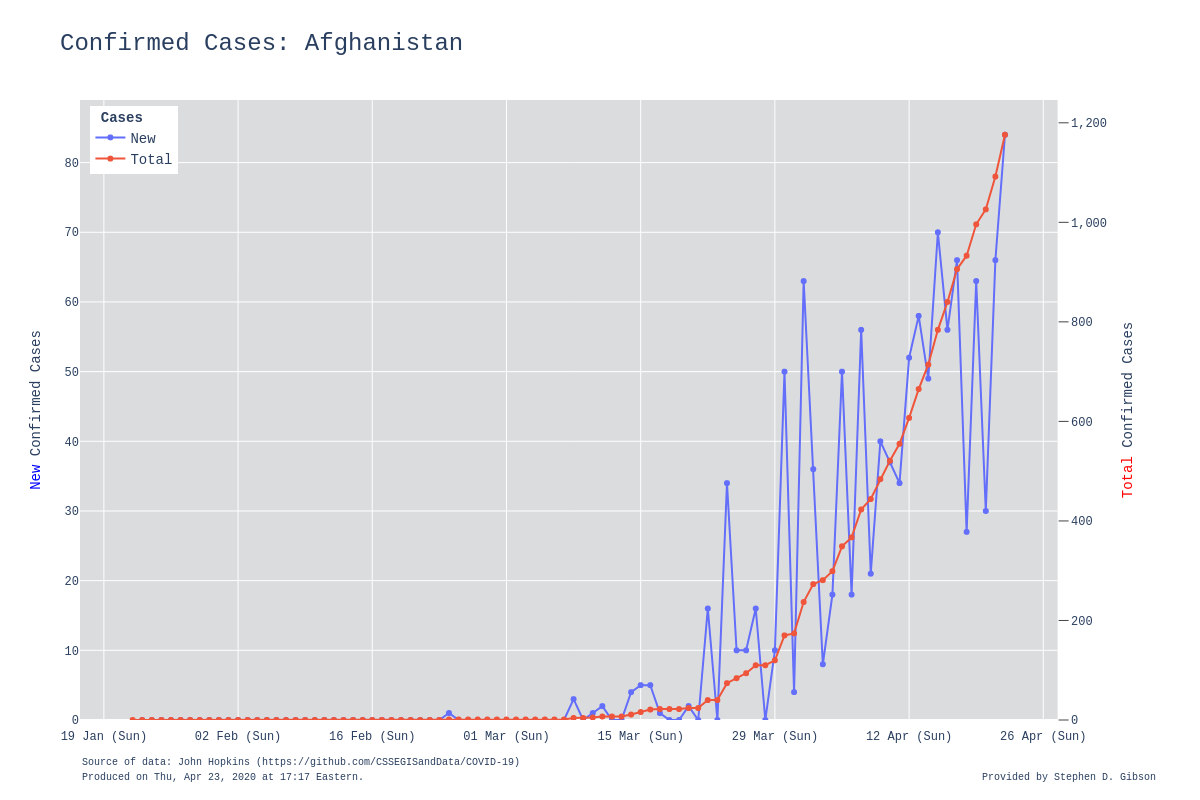 Confirmed Cases: Afghanistan
Cases
New
Total
80
70
60
50
40
30
20
10
0
1,200
1,000
800
600
400
200
0
New Confirmed Cases
Total Confirmed Cases
19 Jan (Sun) 02 Feb (Sun) 16 Feb (Sun) 01 Mar (Sun) 15 Mar (Sun) 29 Mar (Sun) 12 Apr (Sun) 26 Apr (Sun)
Source of data: John Hopkins (https://github.com/CSSEGISandData/COVID-19)
Produced on Thu, Apr 23, 2020 at 17:17 Eastern.
Provided by Stephen D. Gibson